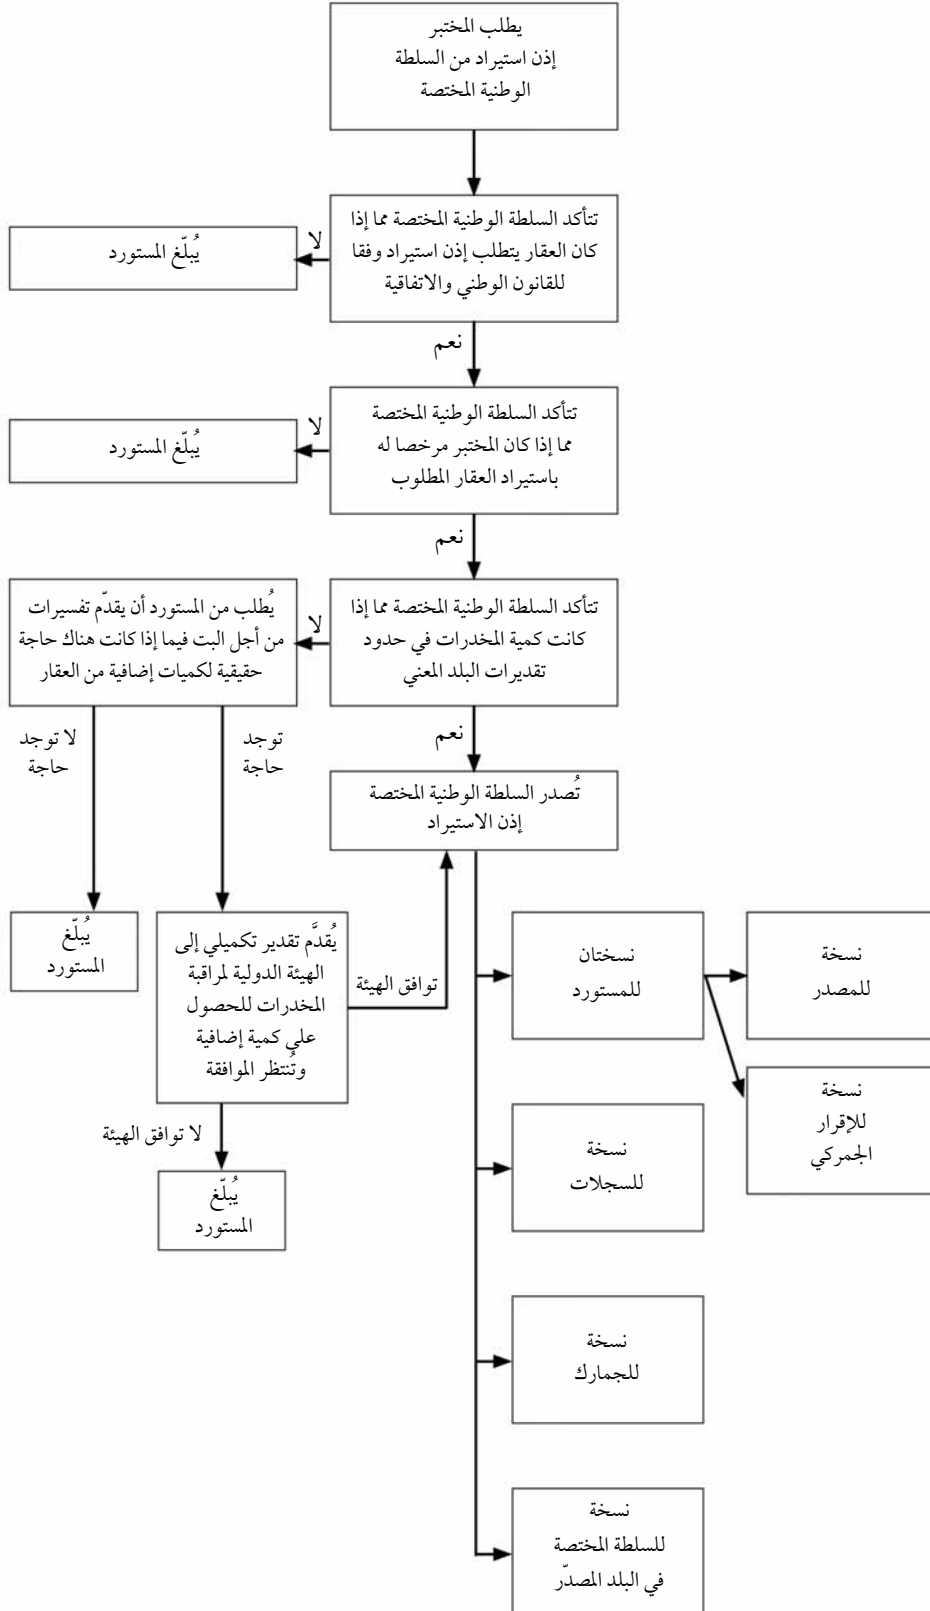 يطلب المختبر
إذن استيراد من السلطة
الوطنية المختصة
تتأكد السلطة الوطنية المختصة مما إذا
كان العقار يتطلب إذن استيراد وفقا
للقانون الوطني والاتفاقية
لا
يُبلّغ المستورد
نعم
تتأكد السلطة الوطنية المختصة
مما إذا كان المختبر مرخصا له
باستيراد العقار المطلوب
لا
يُبلّغ المستورد
نعم
تتأكد السلطة الوطنية المختصة مما إذا
كانت كمية المخدرات في حدود
تقديرات البلد المعني
لا
يُطلب من المستورد أن يقدّم تفسيرات
من أجل البت فيما إذا كانت هناك حاجة
حقيقية لكميات إضافية من العقار
نعم
توجد
حاجة
لا توجد
حاجة
تُصدر السلطة الوطنية المختصة
إذن الاستيراد
يُبلّغ
المستورد
يُقدَّم تقدير تكميلي إلى
الهيئة الدولية لمراقبة
المخدرات للحصول
على كمية إضافية
وتُنتظر الموافقة
توافق الهيئة
لا توافق الهيئة
يُبلّغ
المستورد
نسختان
للمستورد
نسخة
للمصدر
نسخة
للإقرار
الجمركي
نسخة
للسجلات
نسخة
للجمارك
نسخة
للسلطة المختصة
في البلد المصدّر